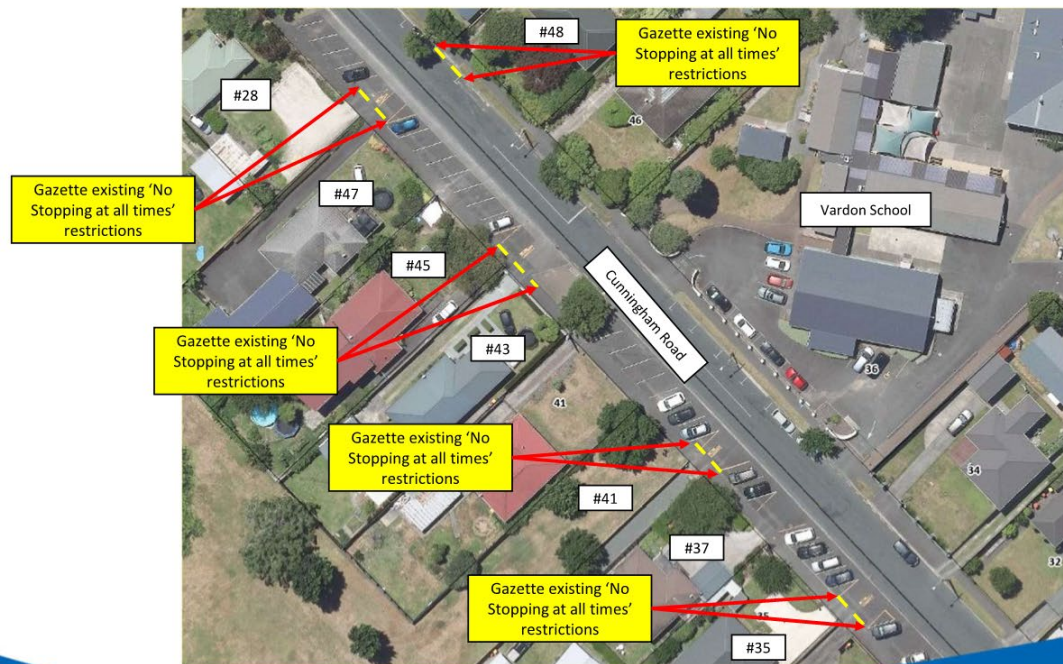 #48
Gazette existing ‘No
Stopping at all times’
restrictions
#28
46
Gazette existing ‘No
Stopping at all times’
restrictions
#47
Vardon School
#45
Cunningham Road
Gazette existing ‘No
Stopping at all times’
restrictions
#43
36
41
Gazette existing ‘No
Stopping at all times’
restrictions
34
#41
#37
32
Gazette existing ‘No
Stopping at all times’
restrictions
35
#35